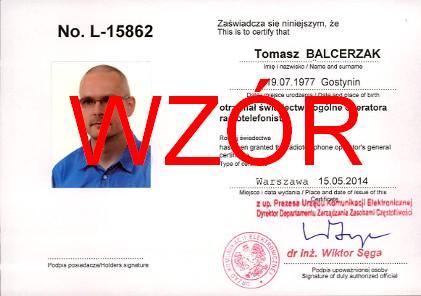 No. L-15862
Zaświadcza się niniejszym, że
This is to certify that
Tomasz BALCERZAK
Imię i nazwisko / Name and surname
19.07.1977 Gostynin
Data i miejsce urodzenia / Date and place of birth
otrzymał świadectwo ogólne operatora
radiotelefonisty
WZÓR
Rodzaj świadectwa
has been granted the radiotelephone operator's general
certificate
Type of certificate
Warszawa 15.05.2014
Miejsce i data wydania / Place and date of issue of this
Certificate
z up. Prezesa Urzędu Komunikacji Elektronicznej
Dyrektor Departamentu Zarządzania Zasobami Częstotliwości
dr inż. Wiktor Sęga
Podpis posiadacza/Holders signature
Podpis upoważnionej osoby
Signature of duly authorized official